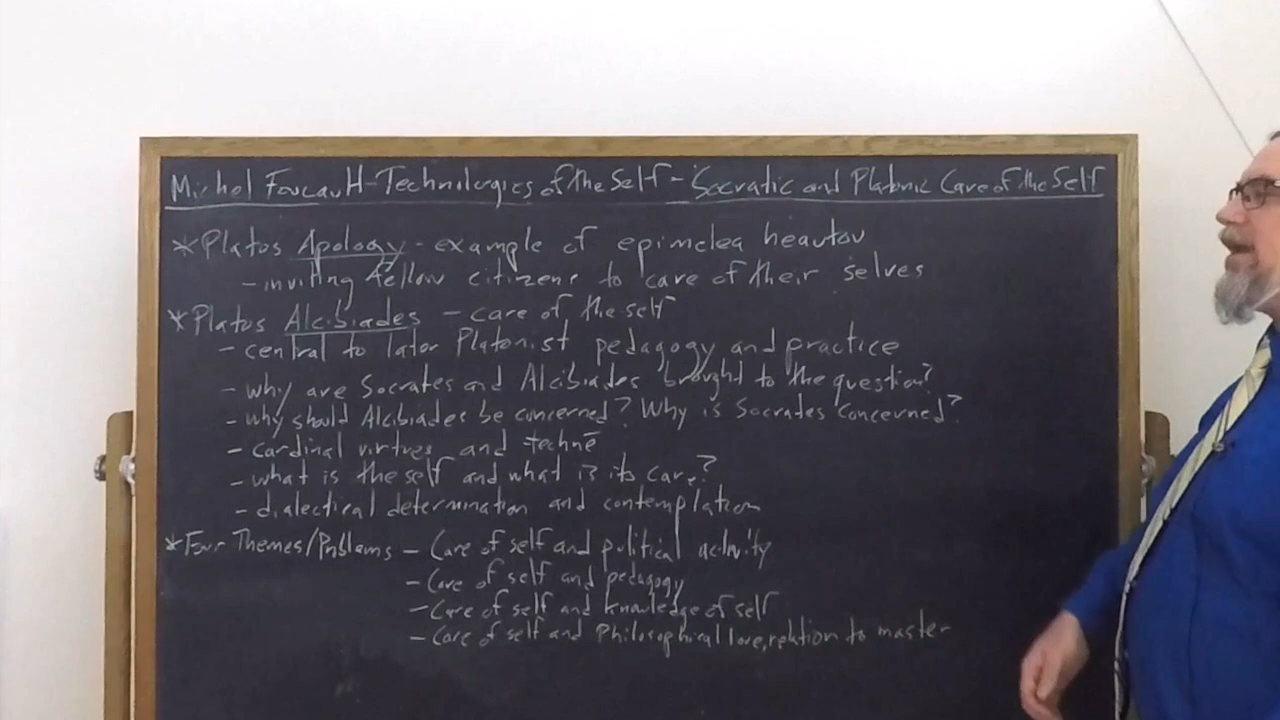 Michel Foucault - Technologies of the Self - Socratic and Platonic Care of the Self
* Platos Apology - example of epimelea heautou
- inviting fellow citizens to care of their selves
* Platos Alcibiades - care of the self
- central to later Platonist pedagogy and practice
- why are Socrates and Alcibiades brought to the question?
- why should Alcibiades be concerned? Why is Socrates concerned?
- cardinal virtues and technē
- what is the self and what is its care?
- dialectical determination and contemplation
* Four Themes/Problems - Care of self and political activity
- Care of self and pedagogy
- Care of self and knowledge of self
- Care of self and Philosophical love, relation to master